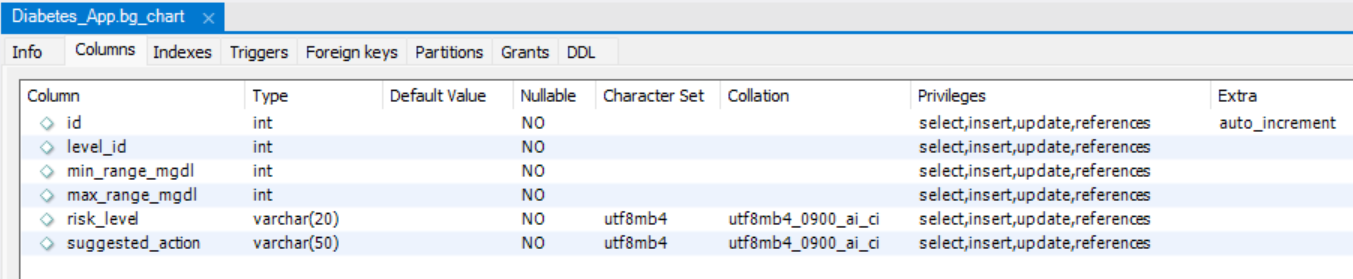 Diabetes_App.bg_chart ×
Info Columns Indexes Triggers Foreign keys Partitions Grants DDL
Column Type Default Value Nullable Character Set Collation Privileges Extra
id int NO select,insert,update,references auto_increment
level_id int NO select,insert,update,references
min_range_mgdl int NO select,insert,update,references
max_range_mgdl int NO select,insert,update,references
risk_level varchar(20) NO utf8mb4 utf8mb4_0900_ai_ci select,insert,update,references
suggested_action varchar(50) NO utf8mb4 utf8mb4_0900_ai_ci select,insert,update,references